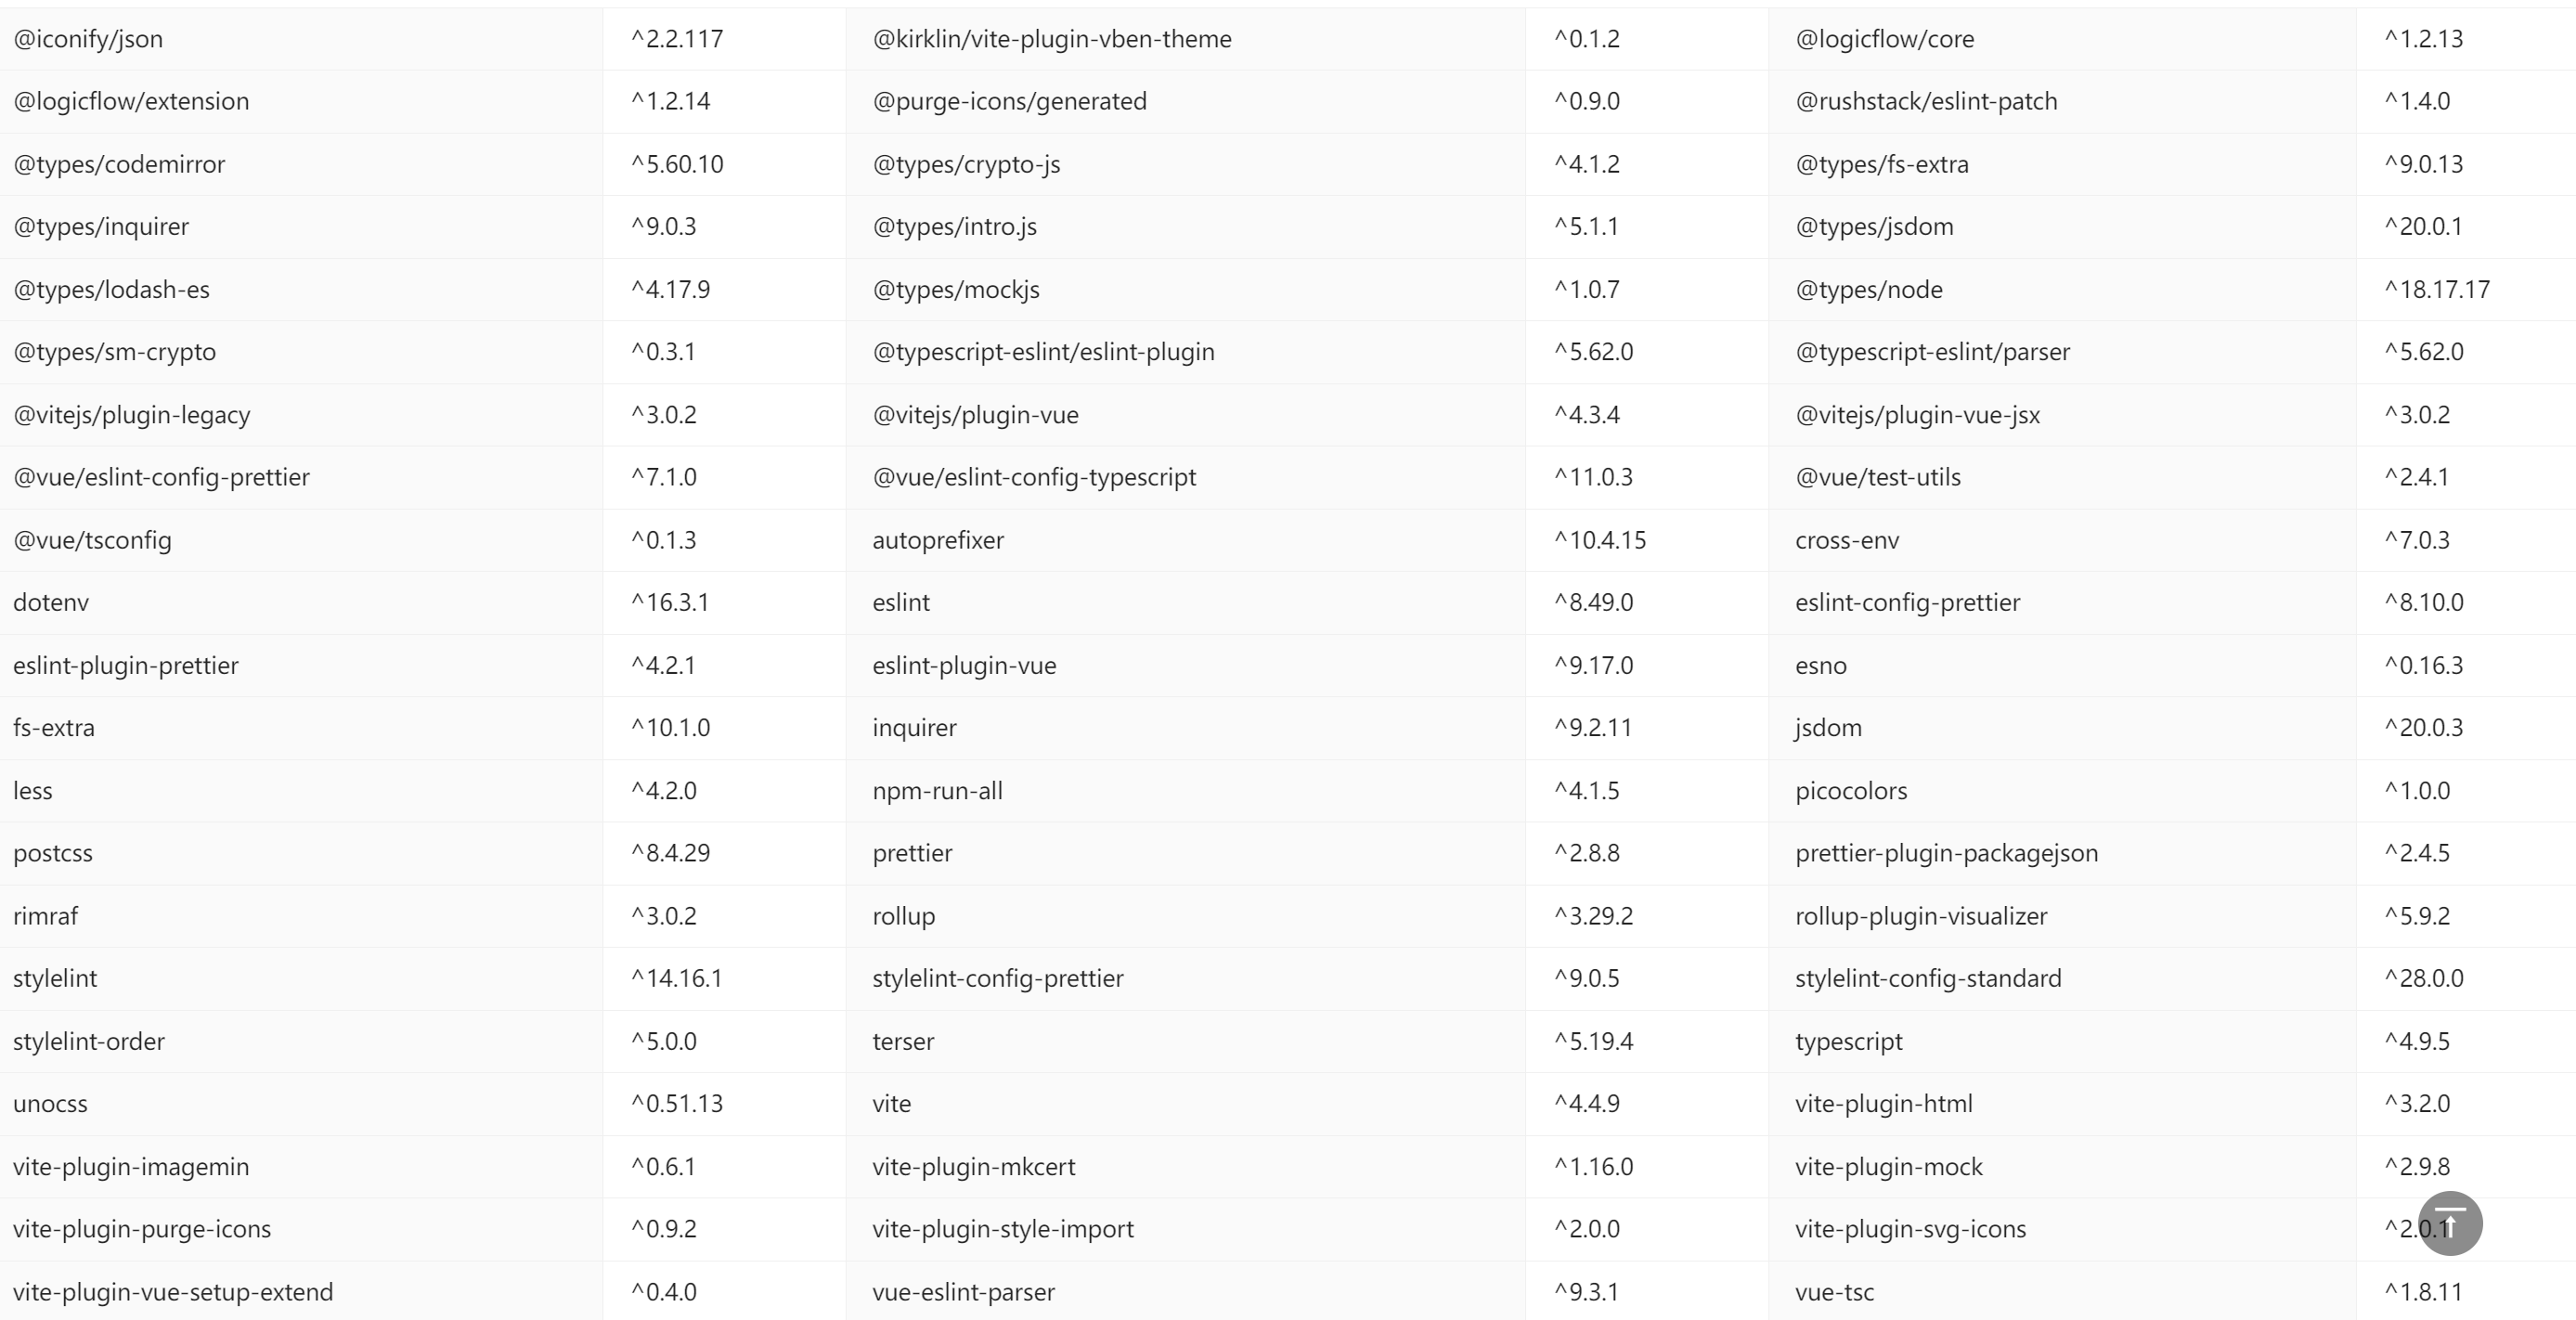 @iconify/json ^2.2.117 @kirklin/vite-plugin-vben-theme ^0.1.2 @logicflow/core ^1.2.13
@logicflow/extension ^1.2.14 @purge-icons/generated ^0.9.0 @rushstack/eslint-patch ^1.4.0
@types/codemirror ^5.60.10 @types/crypto-js ^4.1.2 @types/fs-extra ^9.0.13
@types/inquirer ^9.0.3 @types/intro.js ^5.1.1 @types/jsdom ^20.0.1
@types/lodash-es ^4.17.9 @types/mockjs ^1.0.7 @types/node ^18.17.17
@types/sm-crypto ^0.3.1 @typescript-eslint/eslint-plugin ^5.62.0 @typescript-eslint/parser ^5.62.0
@vitejs/plugin-legacy ^3.0.2 @vitejs/plugin-vue ^4.3.4 @vitejs/plugin-vue-jsx ^3.0.2
@vue/eslint-config-prettier ^7.1.0 @vue/eslint-config-typescript ^11.0.3 @vue/test-utils ^2.4.1
@vue/tsconfig ^0.1.3 autoprefixer ^10.4.15 cross-env ^7.0.3
dotenv ^16.3.1 eslint ^8.49.0 eslint-config-prettier ^8.10.0
eslint-plugin-prettier ^4.2.1 eslint-plugin-vue ^9.17.0 esno ^0.16.3
fs-extra ^10.1.0 inquirer ^9.2.11 jsdom ^20.0.3
less ^4.2.0 npm-run-all ^4.1.5 picocolors ^1.0.0
postcss ^8.4.29 prettier ^2.8.8 prettier-plugin-packagejson ^2.4.5
rimraf ^3.0.2 rollup ^3.29.2 rollup-plugin-visualizer ^5.9.2
stylelint ^14.16.1 stylelint-config-prettier ^9.0.5 stylelint-config-standard ^28.0.0
stylelint-order ^5.0.0 terser ^5.19.4 typescript ^4.9.5
unocss ^0.51.13 vite ^4.4.9 vite-plugin-html ^3.2.0
vite-plugin-imagemin ^0.6.1 vite-plugin-mkcert ^1.16.0 vite-plugin-mock ^2.9.8
vite-plugin-purge-icons ^0.9.2 vite-plugin-style-import ^2.0.0 vite-plugin-svg-icons ^2.0.1
vite-plugin-vue-setup-extend ^0.4.0 vue-eslint-parser ^9.3.1 vue-tsc ^1.8.11